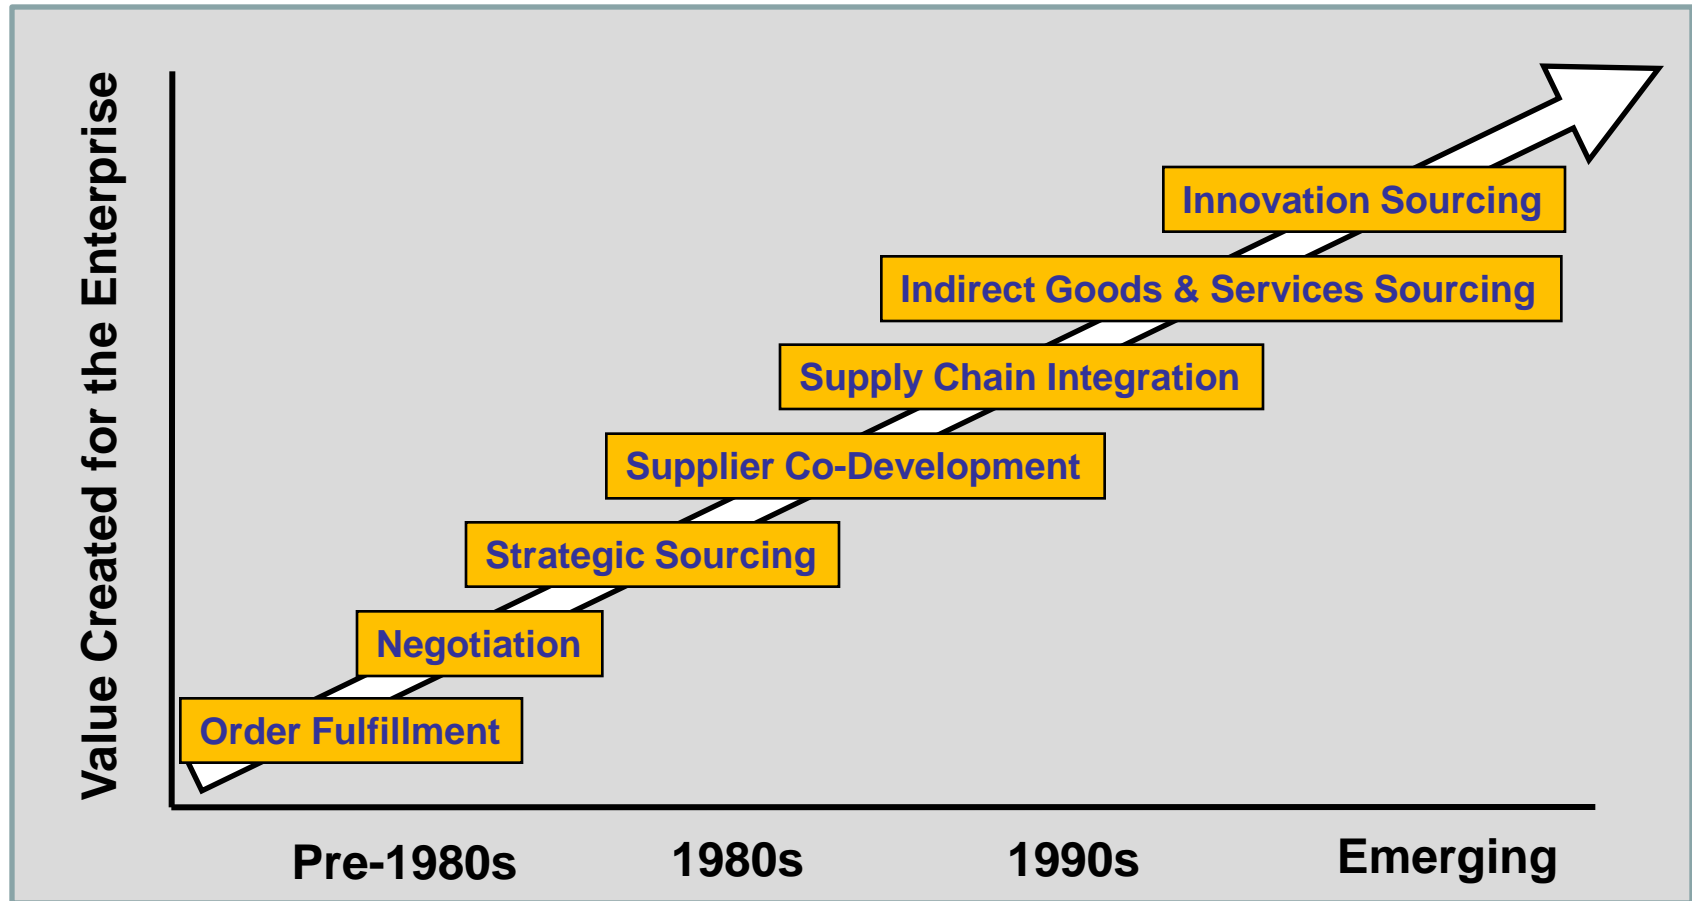 Value Created for the Enterprise
Innovation Sourcing
Indirect Goods & Services Sourcing
Supply Chain Integration
Supplier Co-Development
Strategic Sourcing
Negotiation
Order Fulfillment
Pre-1980s
1980s
1990s
Emerging